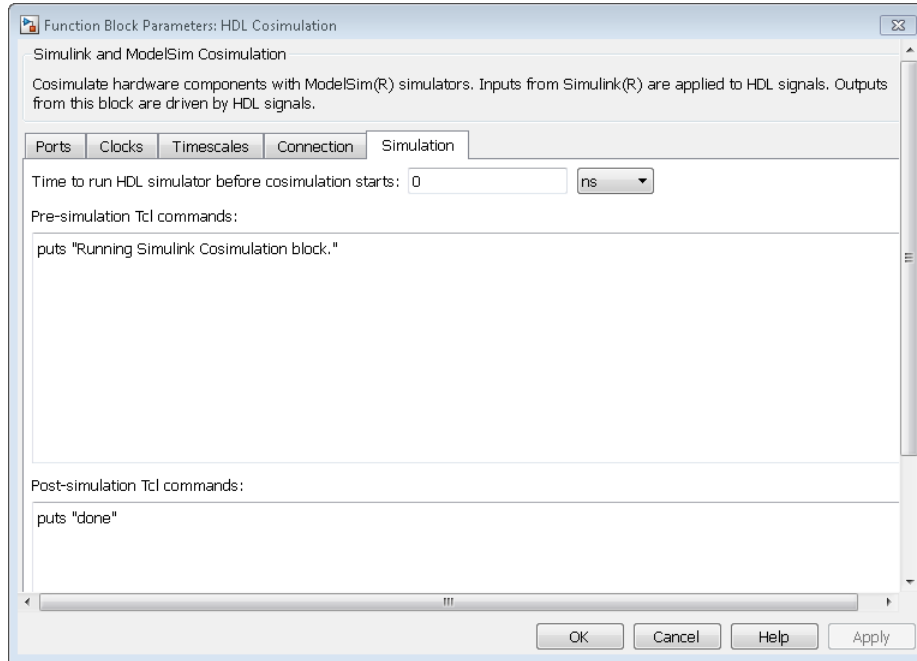 Function Block Parameters: HDL Cosimulation
Simulink and ModelSim Cosimulation
Cosimulate hardware components with ModelSim(R) simulators. Inputs from Simulink(R) are applied to HDL signals. Outputs
from this block are driven by HDL signals.
Ports Clocks Timescales Connection Simulation
Time to run HDL simulator before cosimulation starts: 0 ns
Pre-simulation Tcl commands:
puts "Running Simulink Cosimulation block."
Post-simulation Tcl commands:
puts "done"
OK Cancel Help Apply